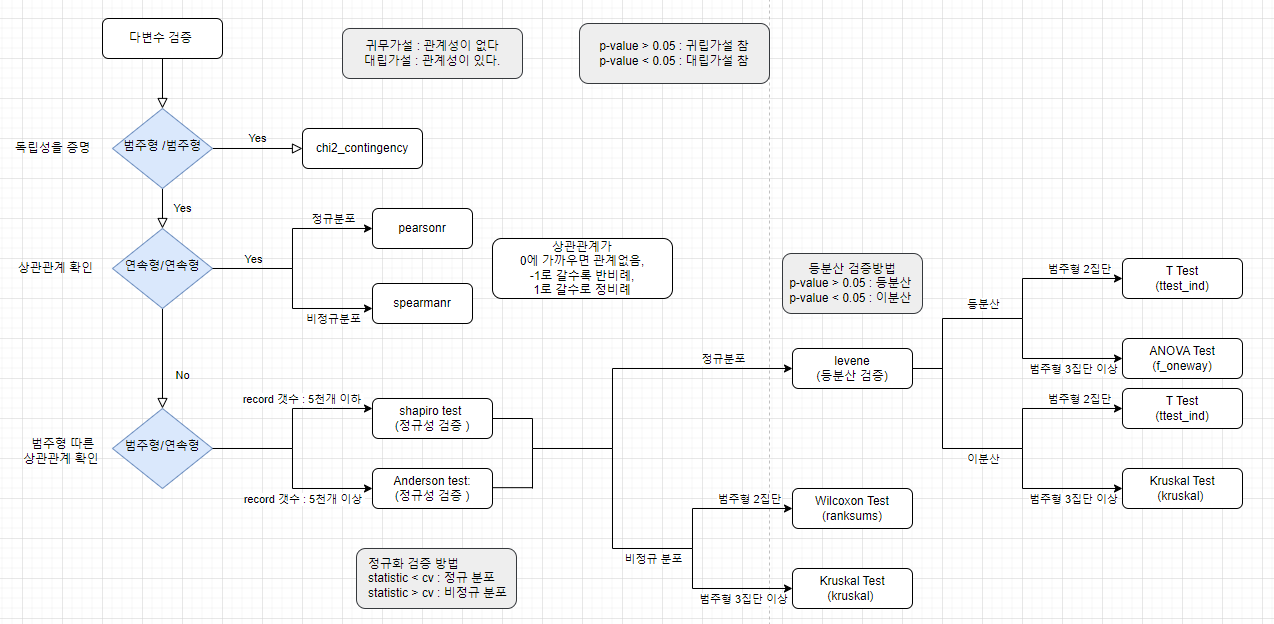 다변수 검증
귀무가설 : 관계성이 없다
대립가설 : 관계성이 있다.
p-value > 0.05 : 귀립가설 참
p-value < 0.05 : 대립가설 참
독립성을 증명
범주형 /범주형
Yes
chi2_contingency
Yes
상관관계 확인
연속형/연속형
Yes
정규분포
pearsonr
비정규분포
spearmanr
상관관계가
0에 가까우면 관계없음,
-1로 갈수록 반비례,
1로 갈수로 정비례
No
범주형 따른
상관관계 확인
범주형/연속형
record 갯수 : 5천개 이하
shapiro test
(정규성 검증 )
record 갯수 : 5천개 이상
Anderson test:
(정규성 검증 )
정규화 검증 방법
statistic < cv : 정규 분포
statistic > cv : 비정규 분포
정규분포
levene
(등분산 검증)
등분산 검증방법
p-value > 0.05 : 등분산
p-value < 0.05 : 이분산
등분산
범주형 2집단
T Test
(ttest_ind)
범주형 3집단 이상
ANOVA Test
(f_oneway)
이분산
범주형 2집단
T Test
(ttest_ind)
범주형 3집단 이상
Kruskal Test
(kruskal)
비정규 분포
범주형 2집단
Wilcoxon Test
(ranksums)
범주형 3집단 이상
Kruskal Test
(kruskal)